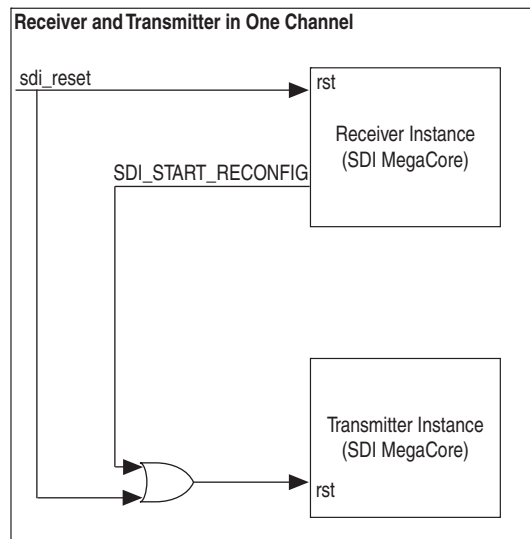 Receiver and Transmitter in One Channel
sdi_reset
rst
Receiver Instance
(SDI MegaCore)
SDI_START_RECONFIG
Transmitter Instance
(SDI MegaCore)
rst